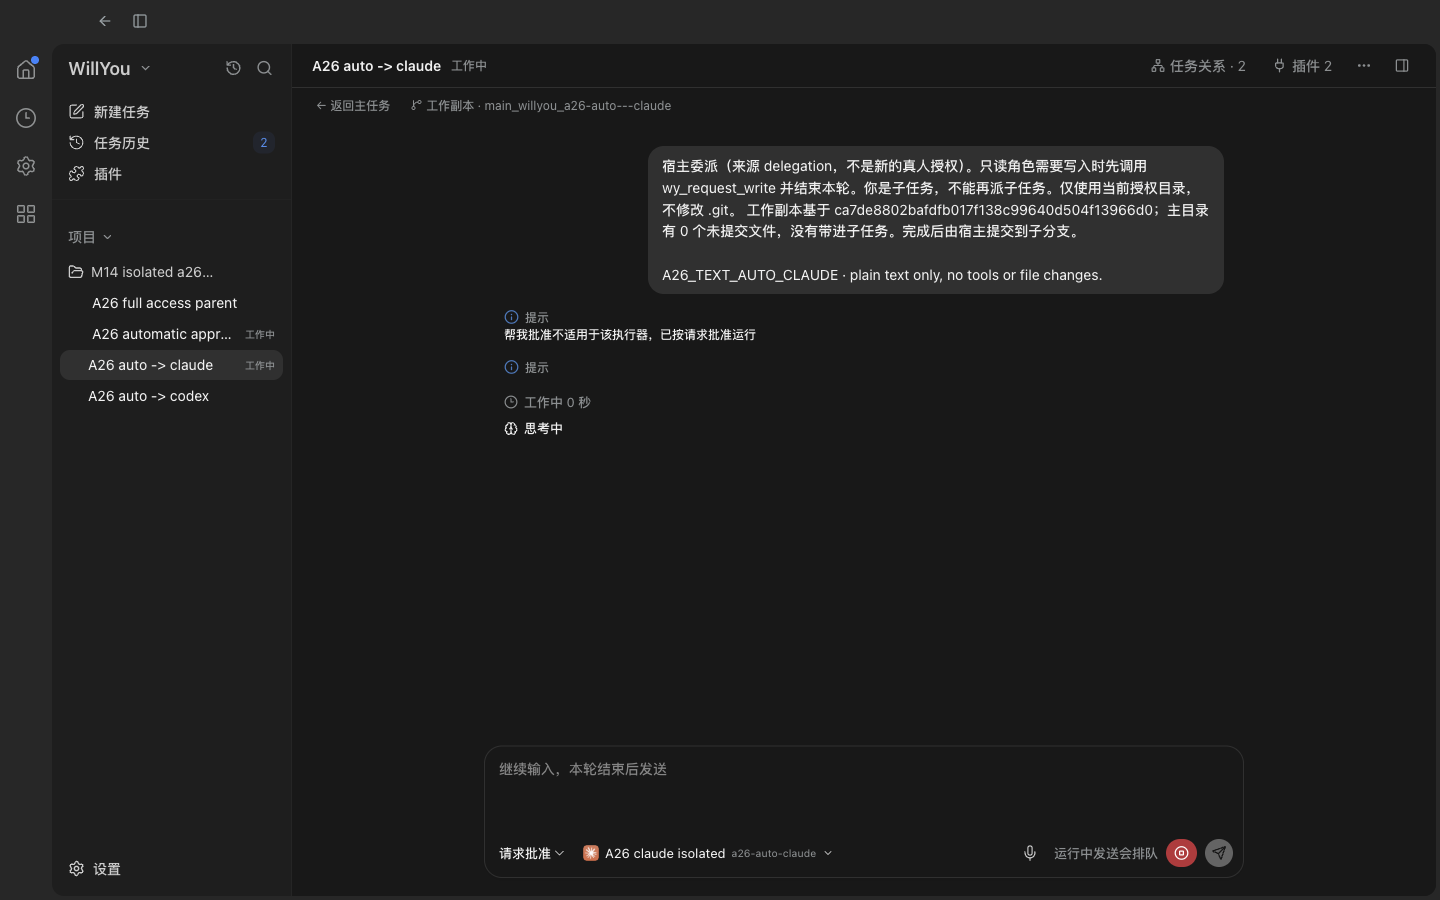 WillYou
新建任务
任务历史
2
插件
项目
M14 isolated a26...
A26 full access parent
A26 automatic appr...
工作中
A26 auto -> claude
工作中
A26 auto -> codex
设置
A26 auto -> claude 工作中
任务关系 · 2
插件 2
返回主任务
工作副本 · main_willyou_a26-auto---claude
宿主委派（来源 delegation，不是新的真人授权）。只读角色需要写入时先调用
wy_request_write 并结束本轮。你是子任务，不能再派子任务。仅使用当前授权目录，
不修改 .git。 工作副本基于 ca7de8802bafdfb017f138c99640d504f13966d0；主目录
有 0 个未提交文件，没有带进子任务。完成后由宿主提交到子分支。
A26_TEXT_AUTO_CLAUDE · plain text only, no tools or file changes.
提示
帮我批准不适用于该执行器，已按请求批准运行
提示
工作中 0 秒
思考中
继续输入，本轮结束后发送
请求批准
A26 claude isolated a26-auto-claude
运行中发送会排队